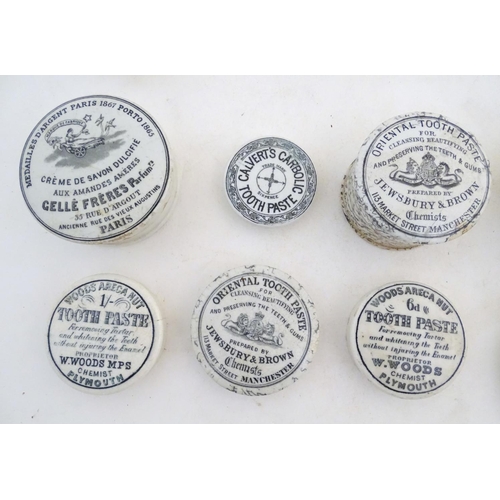 MEDAILLES D'ARGENT PARIS 1867 PORTO 1865
CRÈME DE SAVON DULCIFIÉ
AUX AMANDES AMÈRES
GELLÉ FRÈRES Parfumrs
35 RUE D'ARGOUT
ANCIENNE RUE DES VIEUX AUGUSTINS
PARIS
CALVERT'S CARBOLIC
TRADE MARK
TOOTH PASTE
ORIENTAL TOOTH PASTE
FOR
CLEANSING BEAUTIFYING
AND PRESERVING THE TEETH & GUMS
PREPARED BY
JEWSBURY & BROWN
Chemists
113 MARKET STREET MANCHESTER
WOODS ARECA NUT
1/-
TOOTH PASTE
For removing Tartar
and whitening the Teeth
without injuring the Enamel
PROPRIETOR
W. WOODS MPS
CHEMIST
PLYMOUTH
ORIENTAL TOOTH PASTE
FOR
CLEANSING BEAUTIFYING
AND PRESERVING THE TEETH & GUMS
PREPARED BY
JEWSBURY & BROWN
Chemists
113 MARKET STREET MANCHESTER
WOODS ARECA NUT
6d
TOOTH PASTE
For removing Tartar
and whitening the Teeth
without injuring the Enamel
PROPRIETOR
W. WOODS
CHEMIST
PLYMOUTH